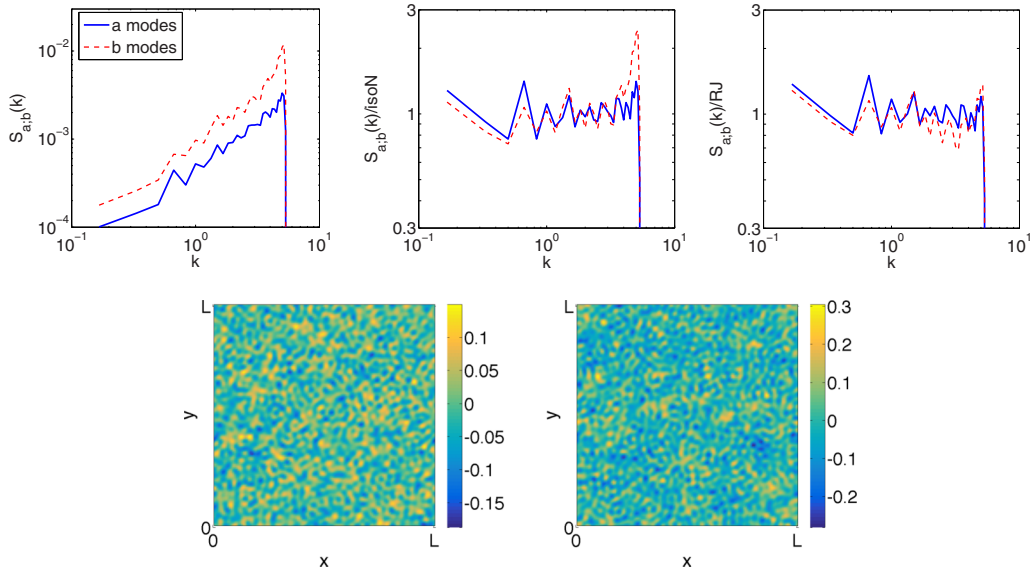 a modes
b modes
S_{a;b}(k)
10^{-2}
10^{-3}
10^{-4}
10^{-1}
10^0
10^1
k
S_{a;b}(k)/isoN
3
1
0.3
10^{-1}
10^0
10^1
k
S_{a;b}(k)/RJ
3
1
0.3
10^{-1}
10^0
10^1
k
L
y
0
0
L
x
0.1
0.05
0
-0.05
-0.1
-0.15
L
y
0
0
L
x
0.3
0.2
0.1
0
-0.1
-0.2